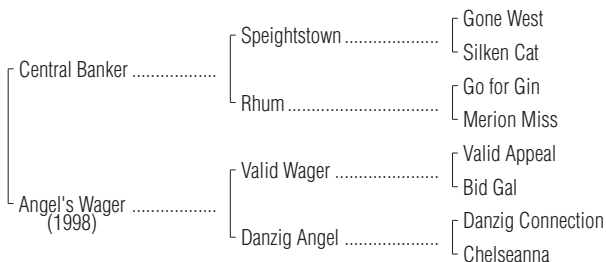 Gone West
Speightstown ....................
Silken Cat
Central Banker .................
Go for Gin
Rhum ................................
Merion Miss
Valid Appeal
Valid Wager ......................
Bid Gal
Angel's Wager .................
(1998)
Danzig Connection
Danzig Angel ....................
Chelseanna